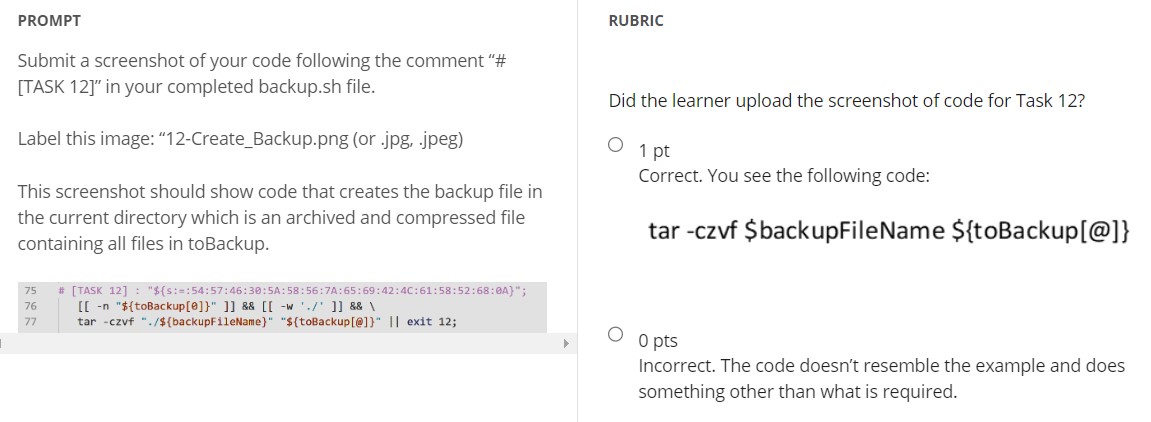 PROMPT
Submit a screenshot of your code following the comment “#
[TASK 12]” in your completed backup.sh file.
Label this image: “12-Create_Backup.png (or .jpg, .jpeg)
This screenshot should show code that creates the backup file in
the current directory which is an archived and compressed file
containing all files in toBackup.
75 # [TASK 12] : "${s:=:54:57:46:30:5A:58:56:7A:65:69:42:4C:61:58:52:68:0A}";
76 [[ -n "${toBackup[0]}" ]] && [[ -w './' ]] && \
77 tar -czvf "./${backupFileName}" "${toBackup[@]}" || exit 12;
RUBRIC
Did the learner upload the screenshot of code for Task 12?
1 pt
Correct. You see the following code:
tar -czvf $backupFileName ${toBackup[@]}
0 pts
Incorrect. The code doesn’t resemble the example and does
something other than what is required.